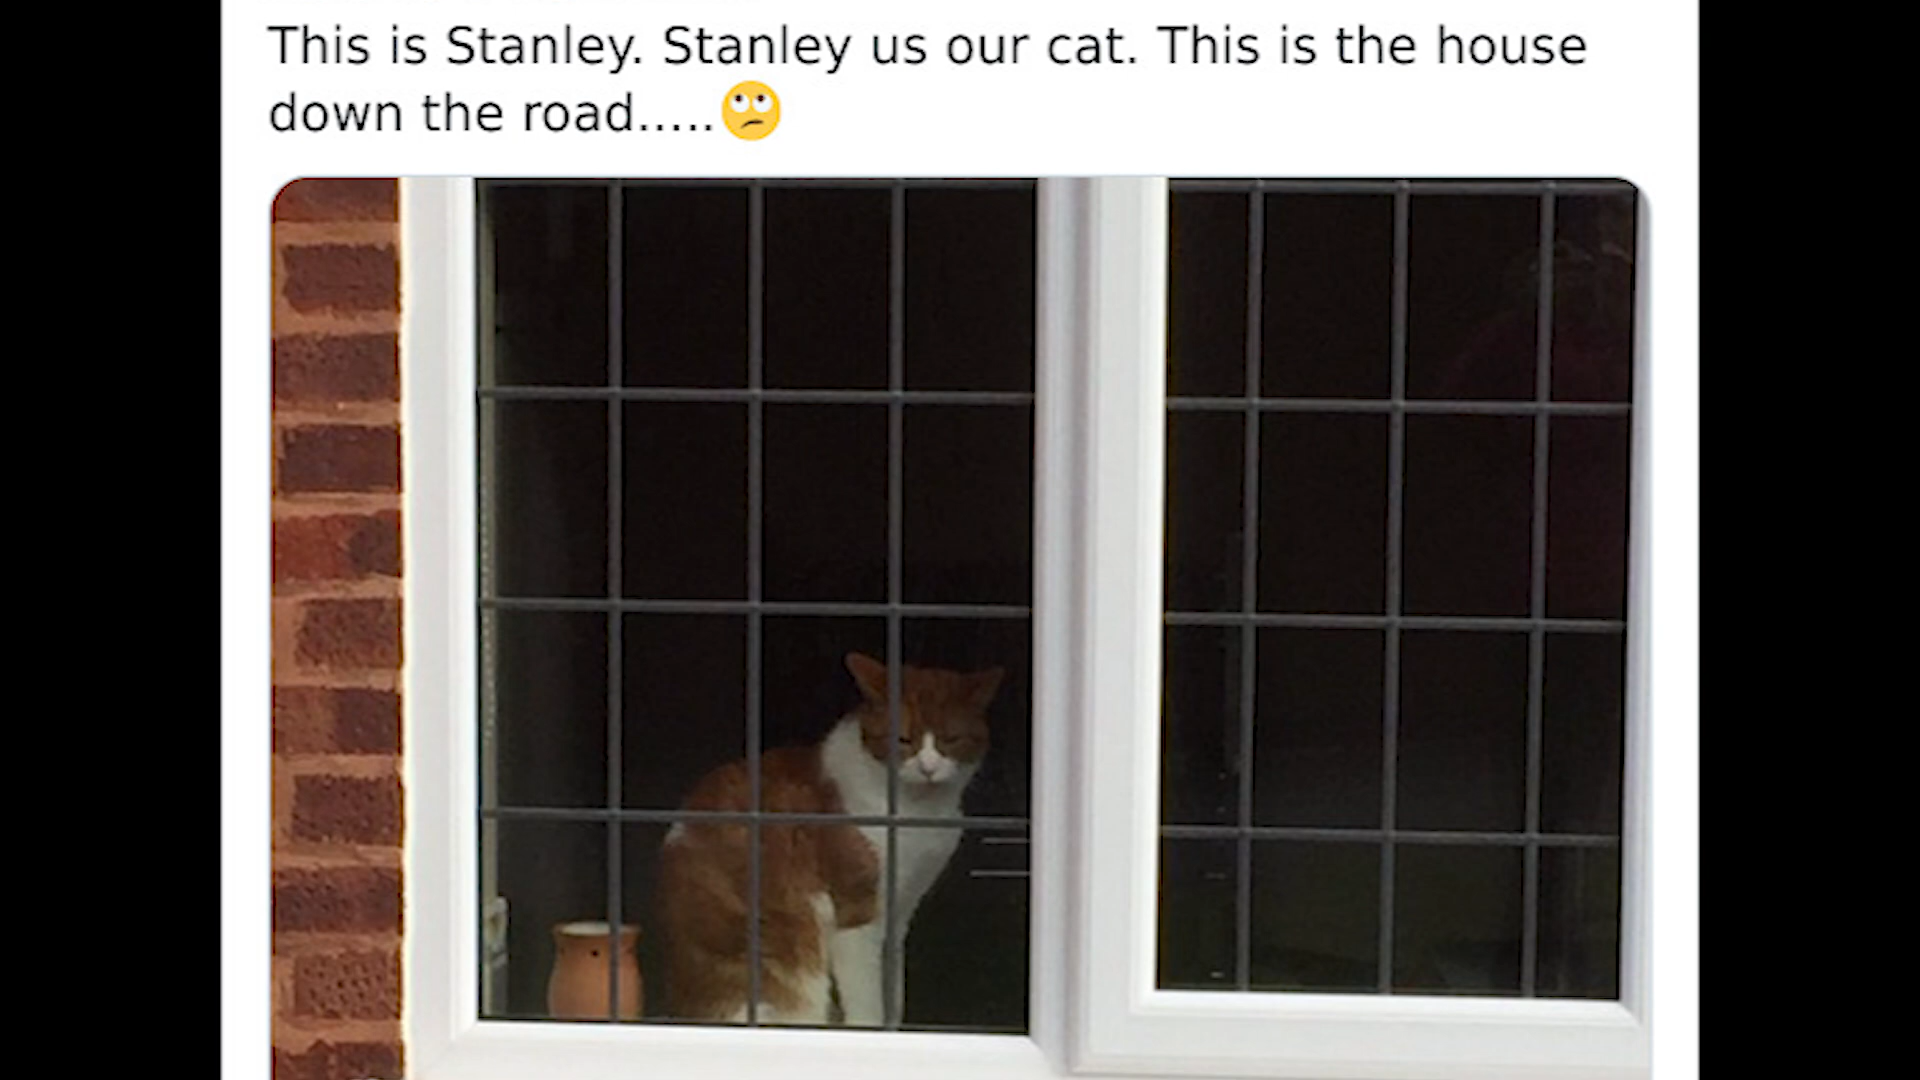 This is Stanley. Stanley us our cat. This is the house
down the road.....🙄